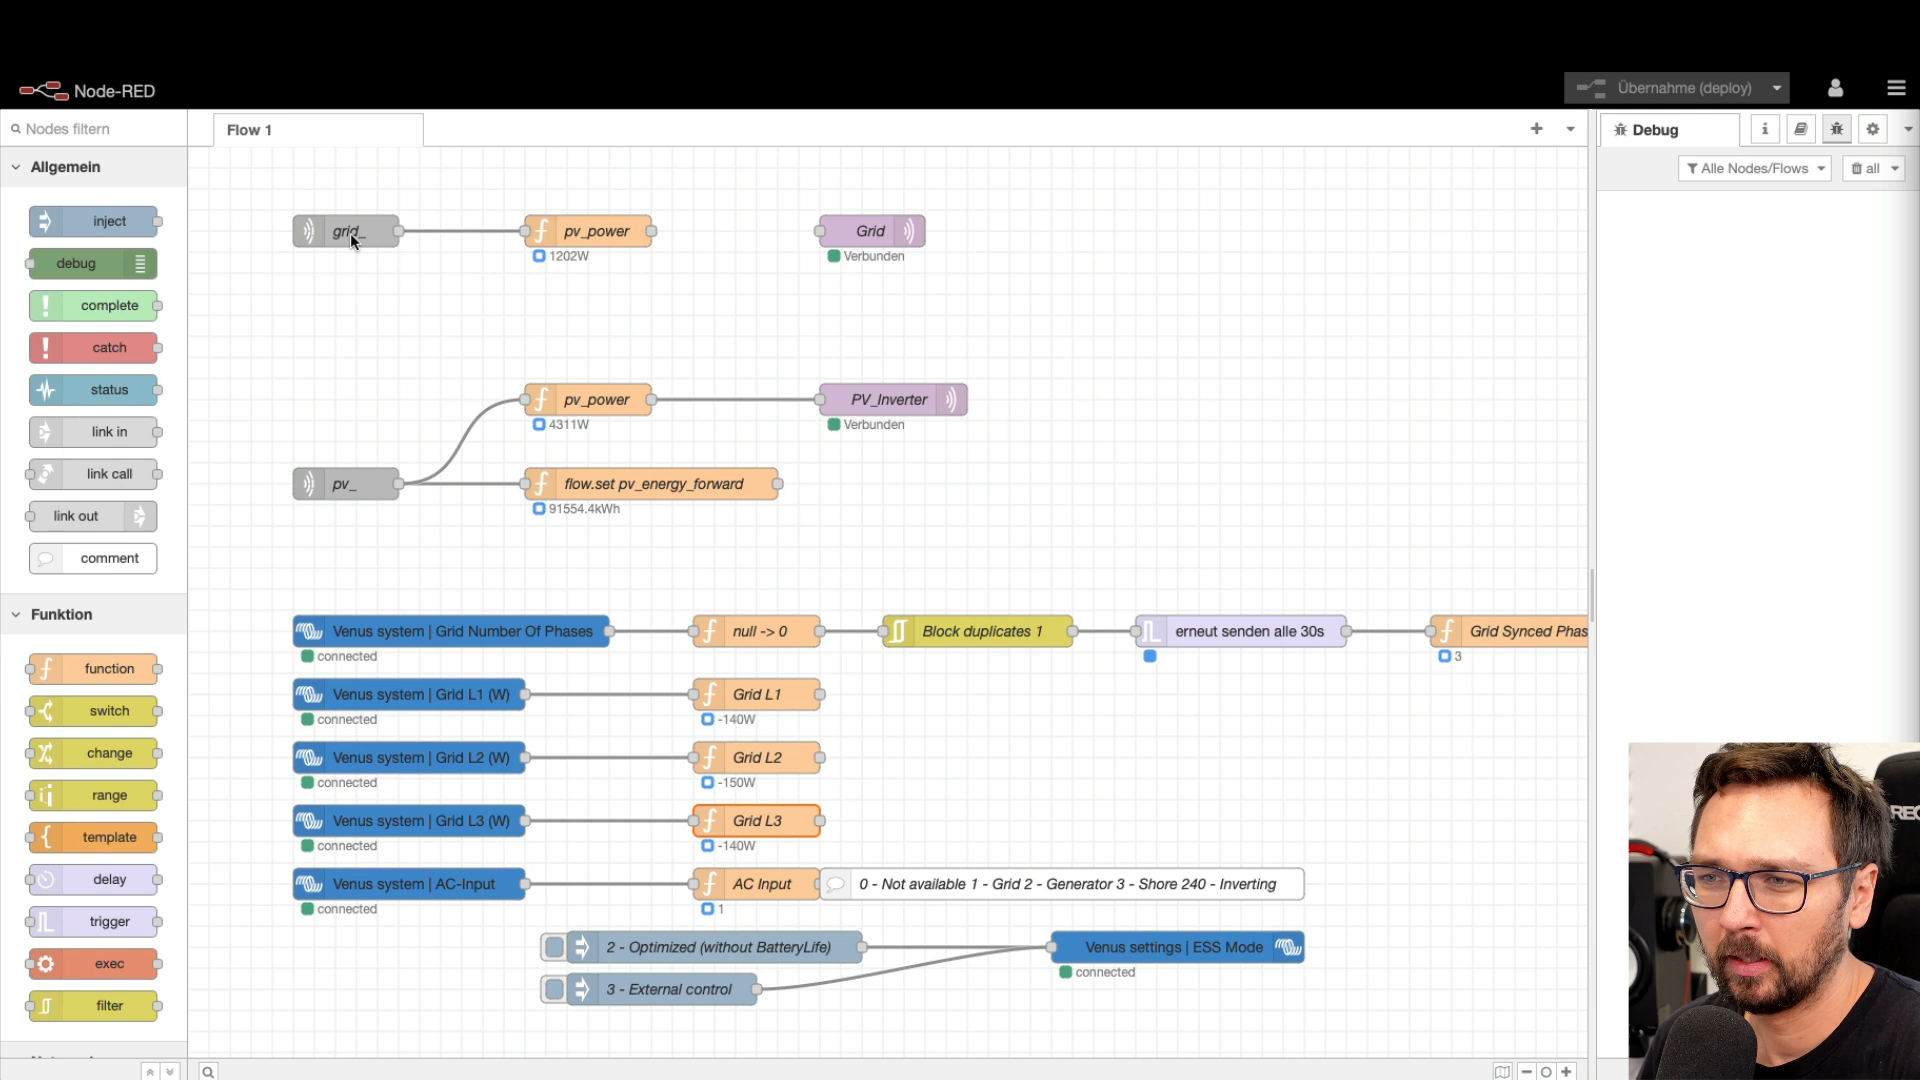 Node-RED
Übernahme (deploy)
Nodes filtern
Flow 1
Debug
i
Alle Nodes/Flows
all
Allgemein
inject
debug
complete
catch
status
link in
link call
link out
comment
Funktion
function
switch
change
range
template
delay
trigger
exec
filter
grid_
pv_power
1202W
Grid
Verbunden
pv_power
4311W
PV_Inverter
Verbunden
pv_
flow.set pv_energy_forward
91554.4kWh
Venus system | Grid Number Of Phases
connected
null -> 0
Block duplicates 1
erneut senden alle 30s
Grid Synced Phas
3
Venus system | Grid L1 (W)
connected
Grid L1
-140W
Venus system | Grid L2 (W)
connected
Grid L2
-150W
Venus system | Grid L3 (W)
connected
Grid L3
-140W
Venus system | AC-Input
connected
AC Input
1
0 - Not available 1 - Grid 2 - Generator 3 - Shore 240 - Inverting
2 - Optimized (without BatteryLife)
3 - External control
Venus settings | ESS Mode
connected